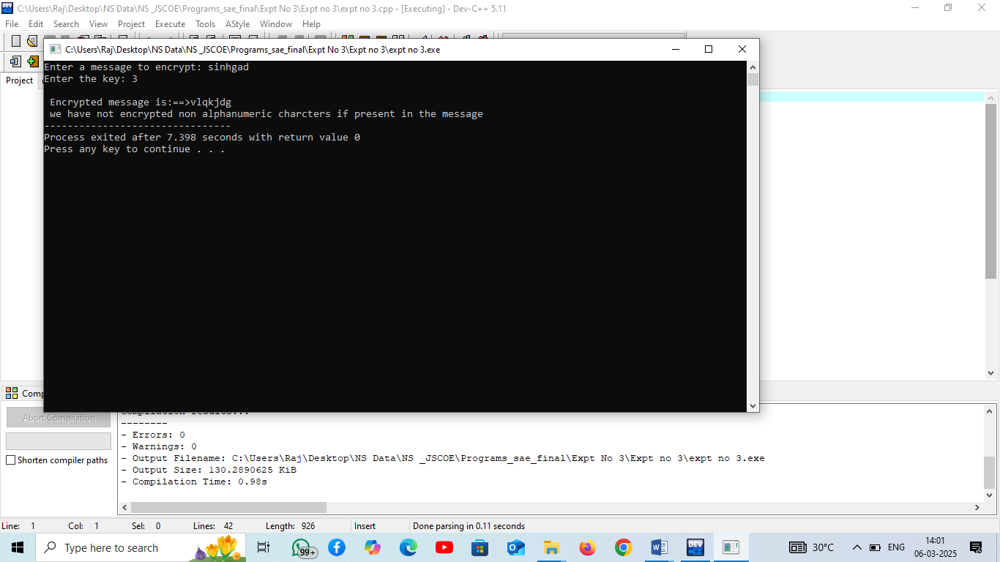 C:\Users\Raj\Desktop\NS Data\NS _JSCOE\Programs_sae_final\Expt No 3\Expt no 3\expt no 3.cpp - [Executing] - Dev-C++ 5.11
File Edit Search View Project Execute Tools AStyle Window Help
C:\Users\Raj\Desktop\NS Data\NS _JSCOE\Programs_sae_final\Expt No 3\Expt no 3\expt no 3.exe
Project
Enter a message to encrypt: sinhgad
Enter the key: 3
Encrypted message is:==>vlqkjdg
we have not encrypted non alphanumeric charcters if present in the message
--------------------------------
Process exited after 7.398 seconds with return value 0
Press any key to continue . . .
Comp
Abort Compilation
Shorten compiler paths
Compilation results...
--------
- Errors: 0
- Warnings: 0
- Output Filename: C:\Users\Raj\Desktop\NS Data\NS _JSCOE\Programs_sae_final\Expt No 3\Expt no 3\expt no 3.exe
- Output Size: 130.2890625 KiB
- Compilation Time: 0.98s
Line: 1 Col: 1 Sel: 0 Lines: 42 Length: 926 Insert Done parsing in 0.11 seconds
Type here to search 99+ DEV 30°C ENG 14:01
06-03-2025